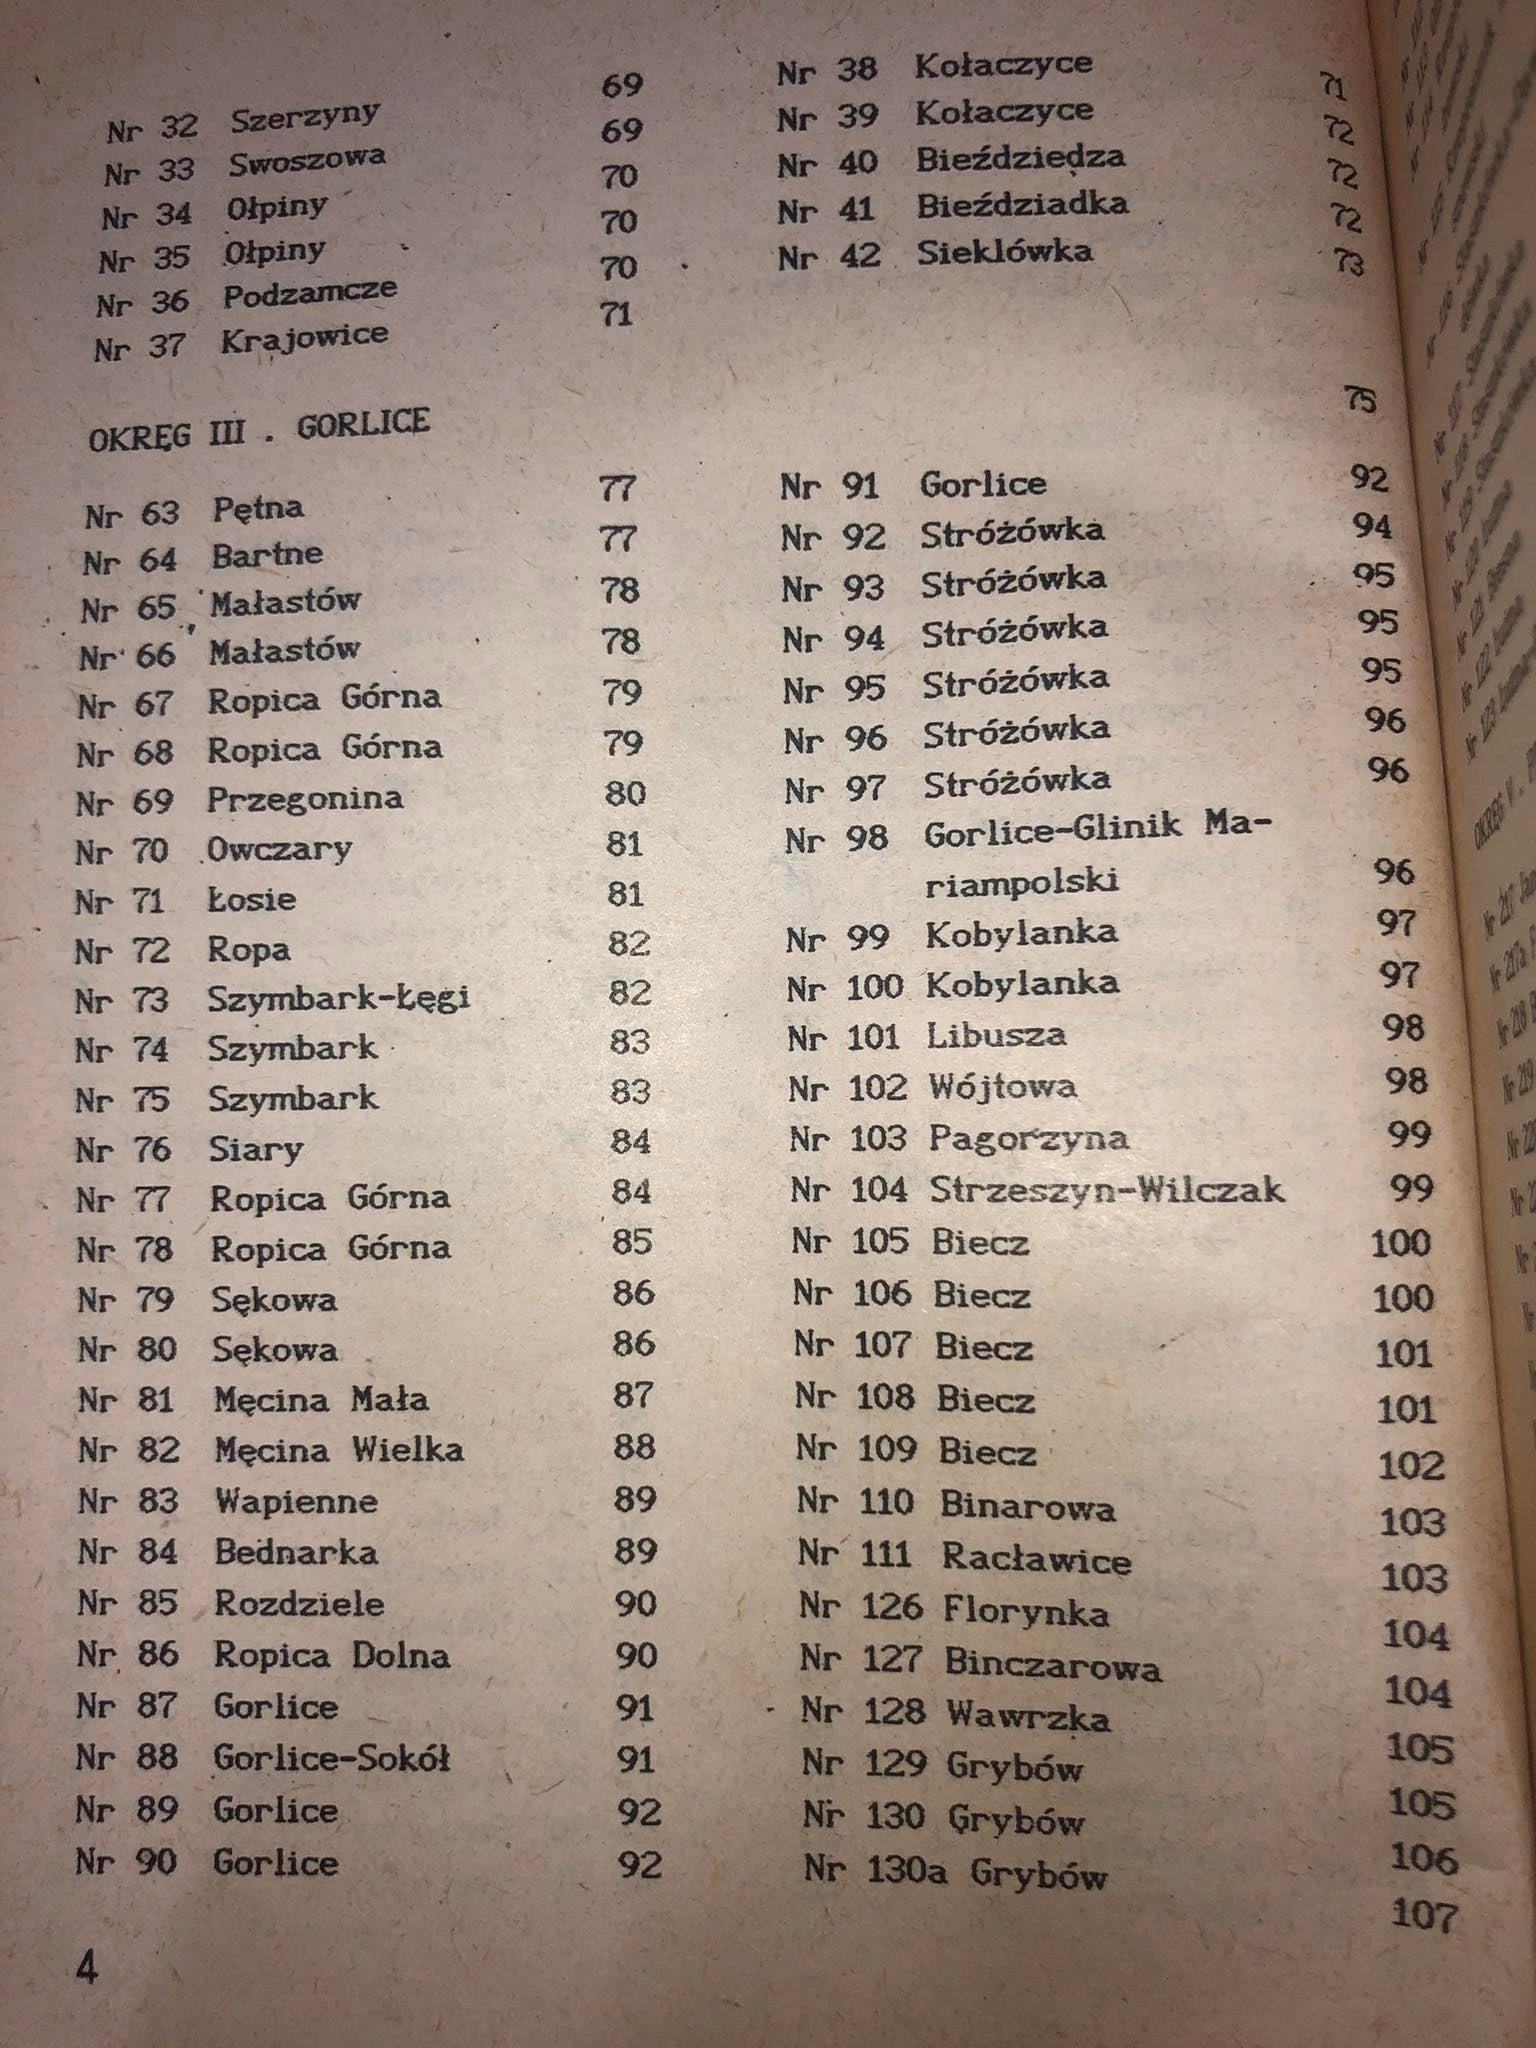 Nr 32 Szerzyny 69
Nr 33 Swoszowa 69
Nr 34 Ołpiny 70
Nr 35 Ołpiny 70
Nr 36 Podzamcze 70
Nr 37 Krajowice 71
Nr 38 Kołaczyce 71
Nr 39 Kołaczyce 72
Nr 40 Bieździedza 72
Nr 41 Bieździadka 72
Nr 42 Sieklówka 73
OKRĘG III . GORLICE 75
Nr 63 Pętna 77
Nr 64 Bartne 77
Nr 65 Małastów 78
Nr 66 Małastów 78
Nr 67 Ropica Górna 79
Nr 68 Ropica Górna 79
Nr 69 Przegonina 80
Nr 70 Owczary 81
Nr 71 Łosie 81
Nr 72 Ropa 82
Nr 73 Szymbark-Łęgi 82
Nr 74 Szymbark 83
Nr 75 Szymbark 83
Nr 76 Siary 84
Nr 77 Ropica Górna 84
Nr 78 Ropica Górna 85
Nr 79 Sękowa 86
Nr 80 Sękowa 86
Nr 81 Męcina Mała 87
Nr 82 Męcina Wielka 88
Nr 83 Wapienne 89
Nr 84 Bednarka 89
Nr 85 Rozdziele 90
Nr 86 Ropica Dolna 90
Nr 87 Gorlice 91
Nr 88 Gorlice-Sokół 91
Nr 89 Gorlice 92
Nr 90 Gorlice 92
Nr 91 Gorlice 92
Nr 92 Stróżówka 94
Nr 93 Stróżówka 95
Nr 94 Stróżówka 95
Nr 95 Stróżówka 95
Nr 96 Stróżówka 96
Nr 97 Stróżówka 96
Nr 98 Gorlice-Glinik Ma-
riampolski 96
Nr 99 Kobylanka 97
Nr 100 Kobylanka 97
Nr 101 Libusza 98
Nr 102 Wójtowa 98
Nr 103 Pagorzyna 99
Nr 104 Strzeszyn-Wilczak 99
Nr 105 Biecz 100
Nr 106 Biecz 100
Nr 107 Biecz 101
Nr 108 Biecz 101
Nr 109 Biecz 102
Nr 110 Binarowa 103
Nr 111 Racławice 103
Nr 126 Florynka 104
Nr 127 Binczarowa 104
Nr 128 Wawrzka 105
Nr 129 Grybów 105
Nr 130 Grybów 106
Nr 130a Grybów 107
4